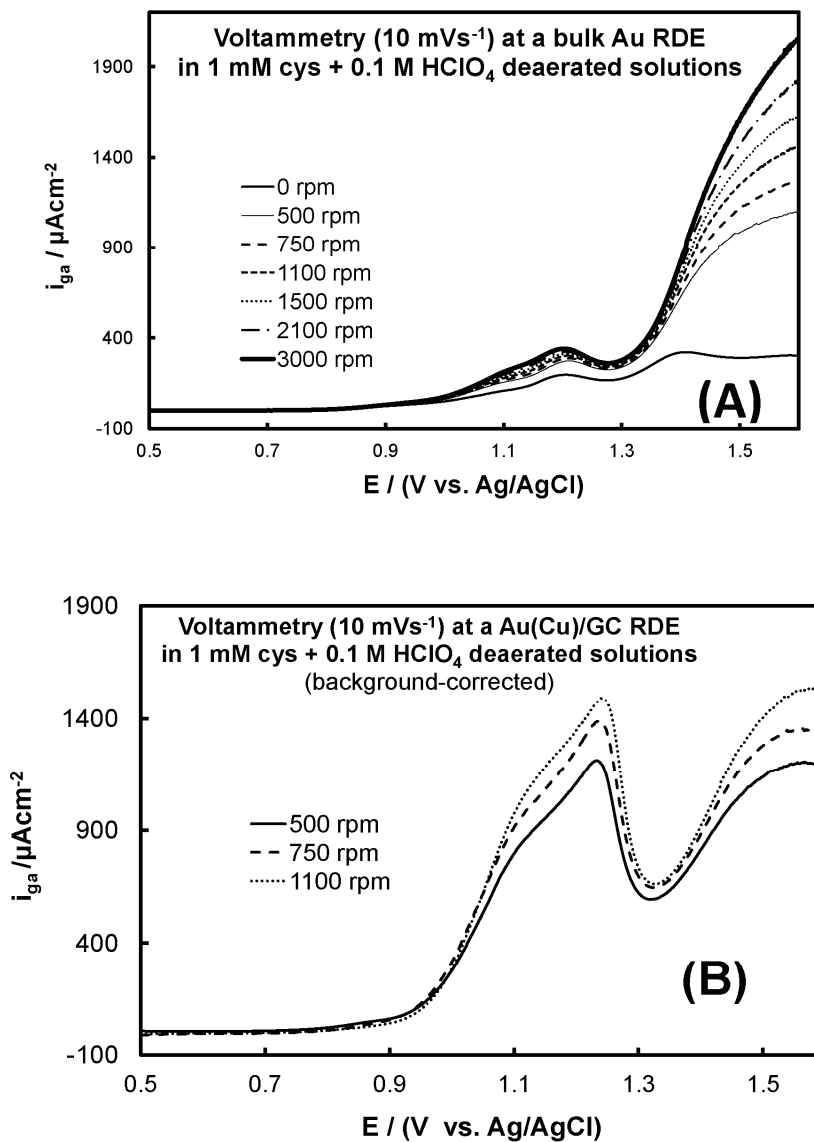 Voltammetry (10 mVs-1) at a bulk Au RDE
in 1 mM cys + 0.1 M HClO4 deaerated solutions
1900
1400
900
400
-100
iga / µAcm-2
0 rpm
500 rpm
750 rpm
1100 rpm
1500 rpm
2100 rpm
3000 rpm
(A)
0.5 0.7 0.9 1.1 1.3 1.5
E / (V vs. Ag/AgCl)
Voltammetry (10 mVs-1) at a Au(Cu)/GC RDE
in 1 mM cys + 0.1 M HClO4 deaerated solutions
(background-corrected)
1900
1400
900
400
-100
iga /µAcm-2
500 rpm
750 rpm
1100 rpm
(B)
0.5 0.7 0.9 1.1 1.3 1.5
E / (V vs. Ag/AgCl)